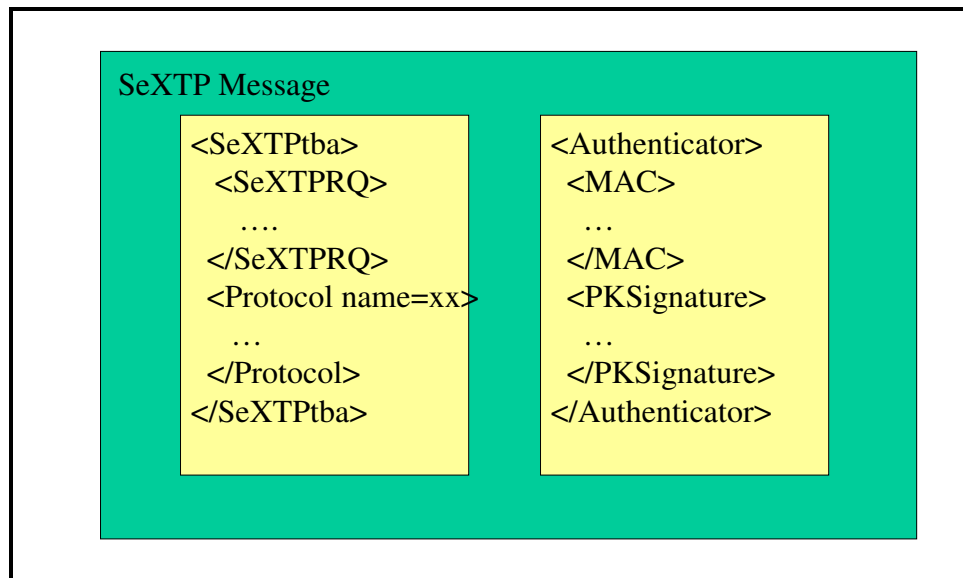 SeXTP Message
<SeXTPtba>
<SeXTPRQ>
….
</SeXTPRQ>
<Protocol name=xx>
…
</Protocol>
</SeXTPtba>
<Authenticator>
<MAC>
…
</MAC>
<PKSignature>
…
</PKSignature>
</Authenticator>